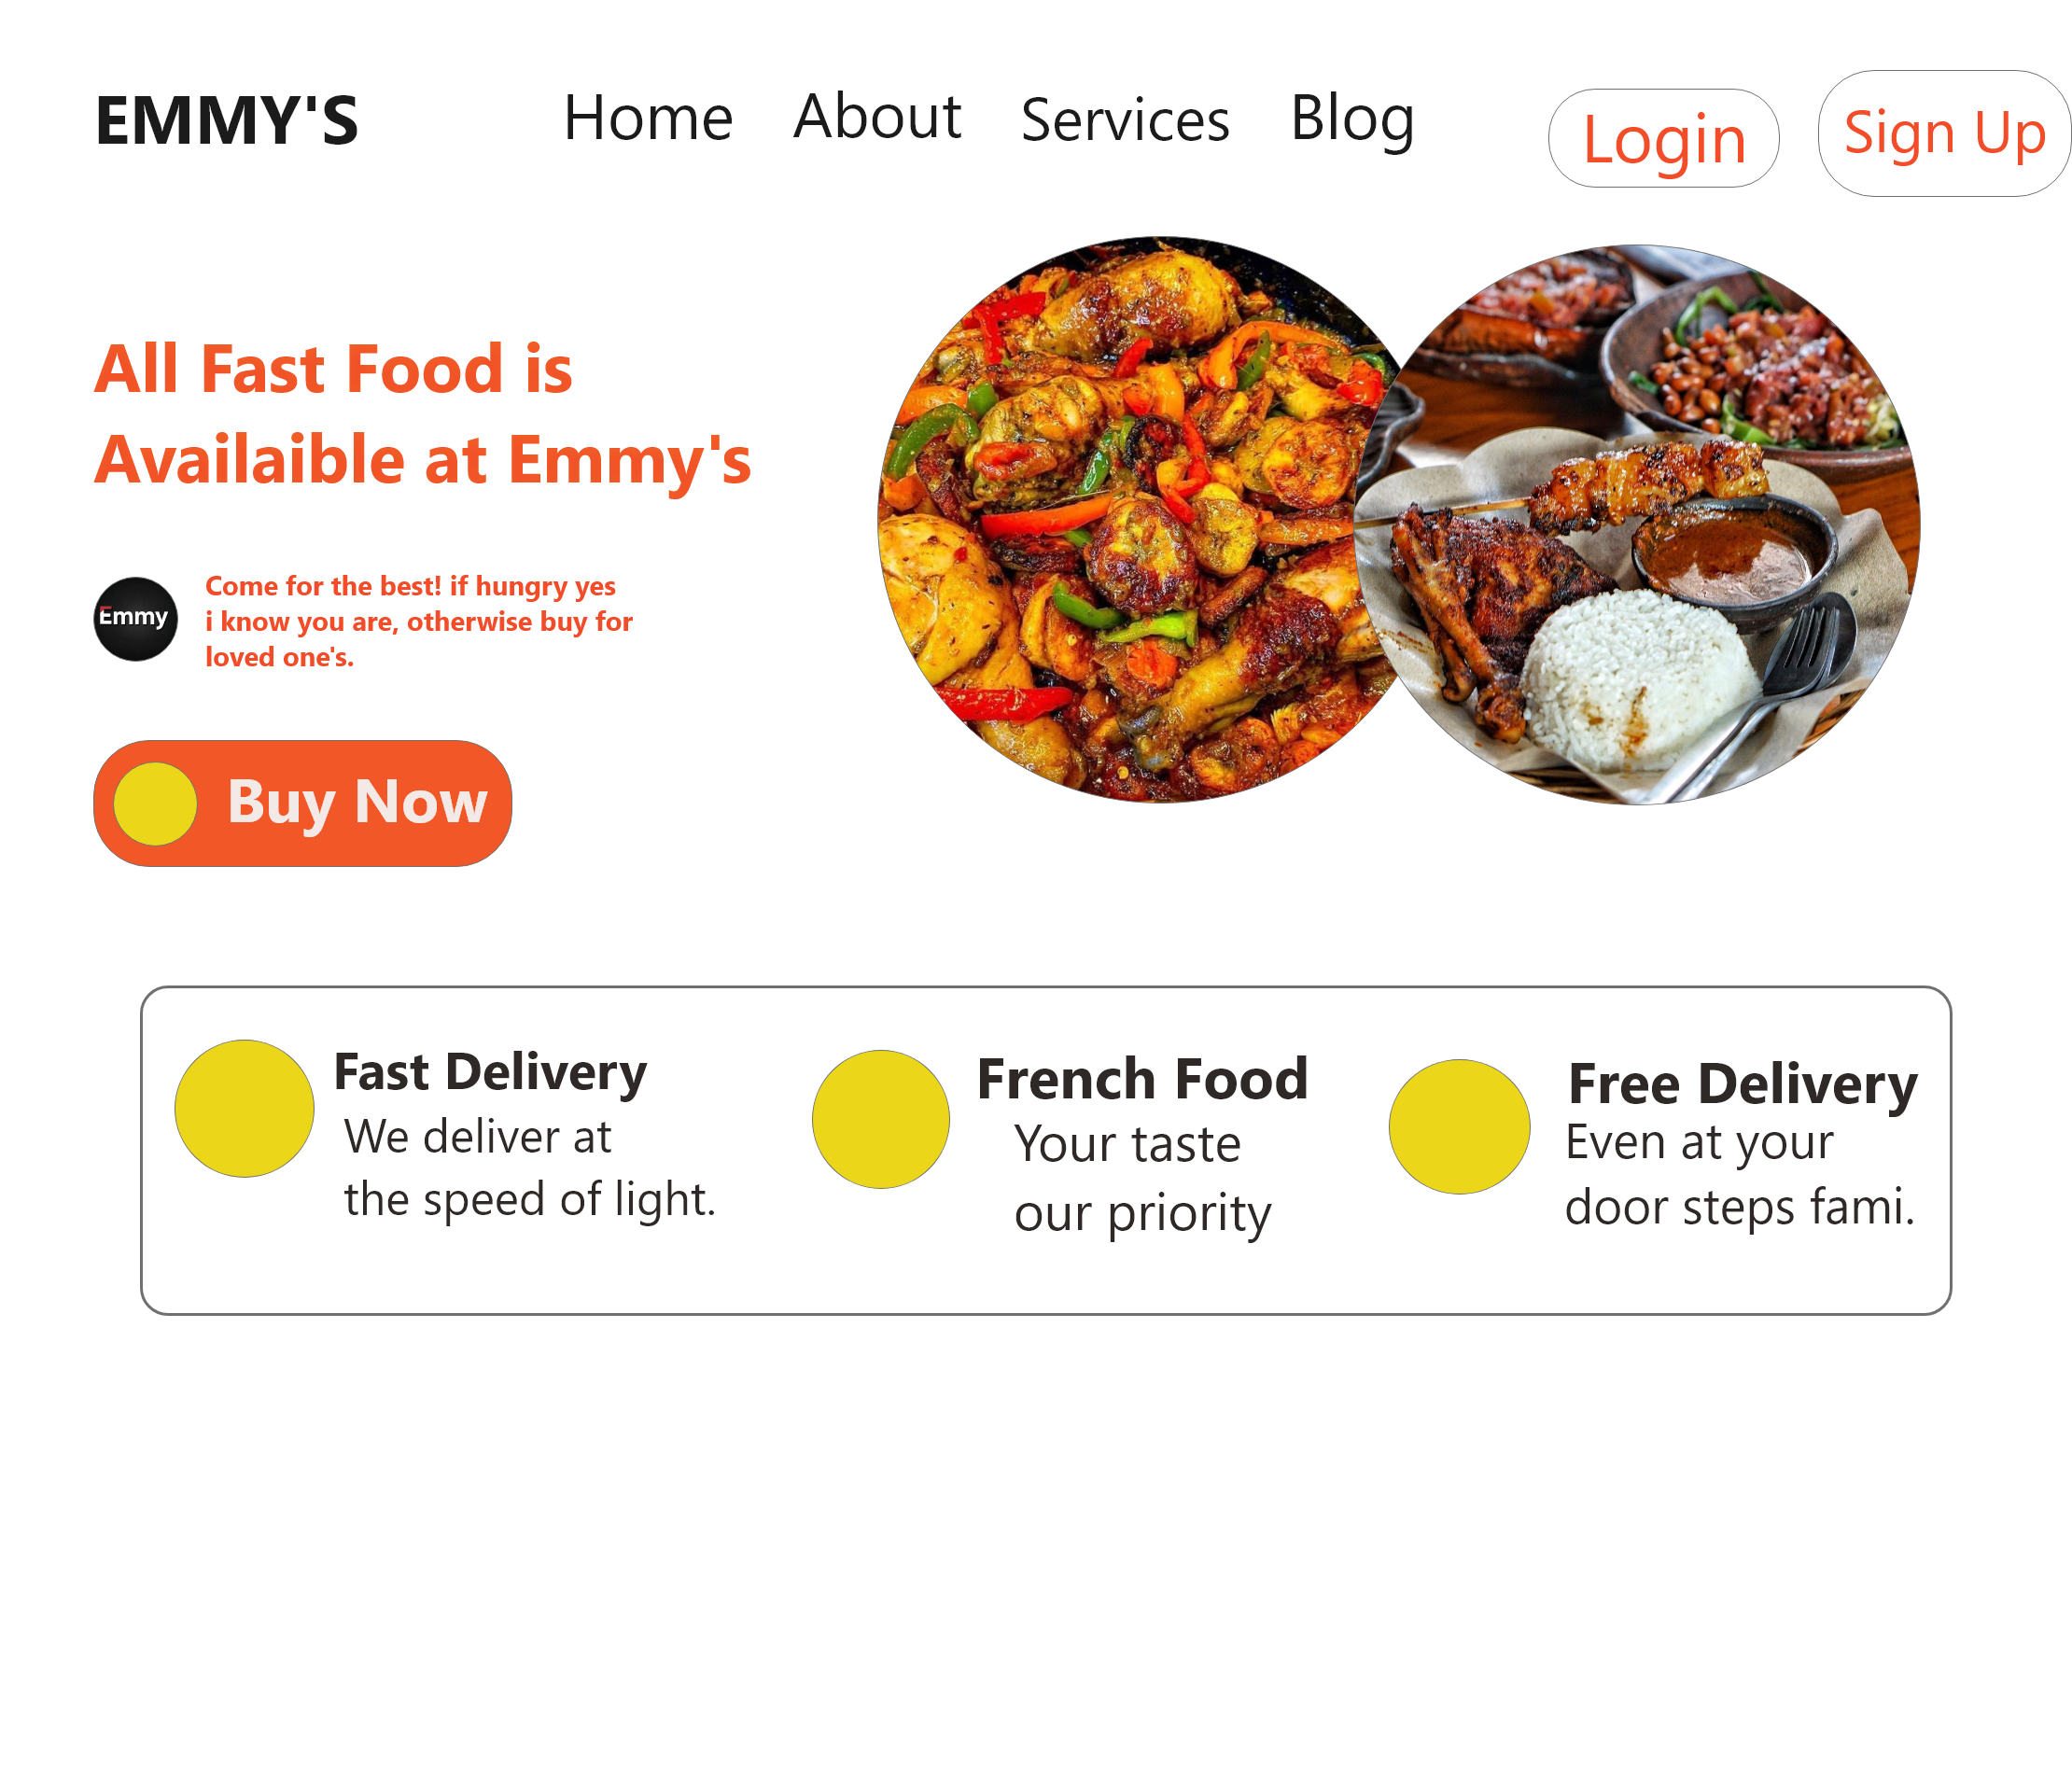 EMMY'S
Home
About
Services
Blog
Login
Sign Up
All Fast Food is
Availaible at Emmy's
Emmy
Come for the best! if hungry yes
i know you are, otherwise buy for
loved one's.
Buy Now
Fast Delivery
We deliver at
the speed of light.
French Food
Your taste
our priority
Free Delivery
Even at your
door steps fami.